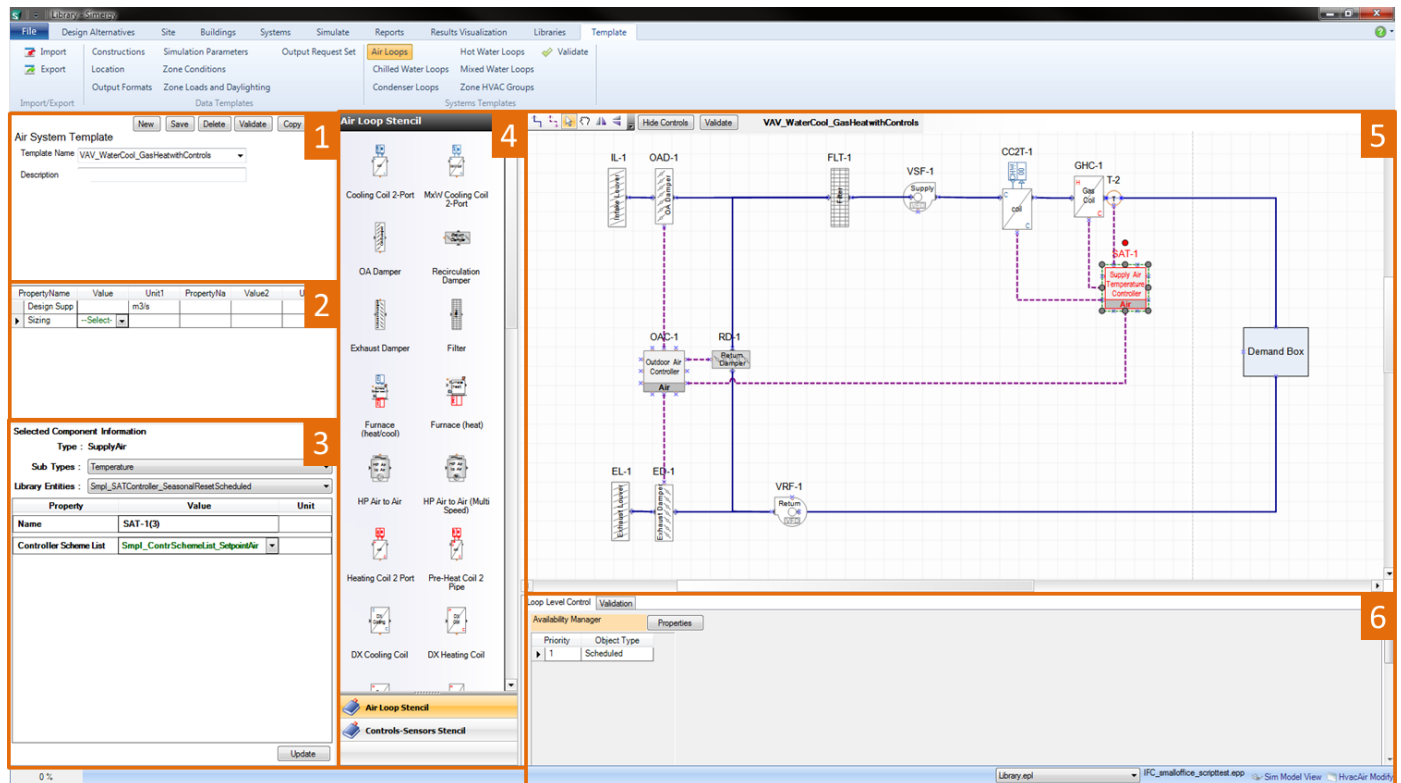 Library - Simergy
File Design Alternatives Site Buildings Systems Simulate Reports Results Visualization Libraries Template
Import Constructions Simulation Parameters Output Request Set Air Loops Hot Water Loops Validate
Export Location Zone Conditions Chilled Water Loops Mixed Water Loops
Output Formats Zone Loads and Daylighting Condenser Loops Zone HVAC Groups
Import/Export Data Templates Systems Templates
New Save Delete Validate Copy 1
Air System Template
Template Name VAV_WaterCool_GasHeatwithControls
Description
PropertyName Value Unit1 PropertyNa Value2 U
Design Supp m3/s
Sizing --Select-
2
Selected Component Information
3
Type : SupplyAir
Sub Types : Temperature
Library Entities : Smpl_SATController_SeasonalResetScheduled
Property Value Unit
Name SAT-1(3)
Controller Scheme List Smpl_ContrSchemeList_SetpointAir
Update
Air Loop Stencil
4
Cooling Coil 2-Port MxW Cooling Coil
2-Port
OA Damper Recirculation
Damper
Exhaust Damper Filter
Furnace
(heat/cool)
Furnace (heat)
HP Air to Air HP Air to Air (Multi
Speed)
Heating Coil 2 Port Pre-Heat Coil 2
Pipe
DX Cooling Coil DX Heating Coil
Air Loop Stencil
Controls-Sensors Stencil
Hide Controls Validate VAV_WaterCool_GasHeatwithControls
5
IL-1 OAD-1 FLT-1 VSF-1 CC2T-1 GHC-1 T-2
Intake Louver
OA Damper
Filter
Supply
VFD
coil
C
C
H
Gas
Coil
C
T
SAT-1
Supply Air
Temperature
Controller
Air
OAC-1 RD-1
Outdoor Air
Controller
Air
Return
Damper
Demand Box
EL-1 ED-1 VRF-1
Exhaust Louver
Exhaust Damper
Return
VFD
Loop Level Control Validation
6
Availability Manager Properties
Priority Object Type
1 Scheduled
0 % Library.epl IFC_smalloffice_scripttest.epp Sim Model View HvacAir Modify